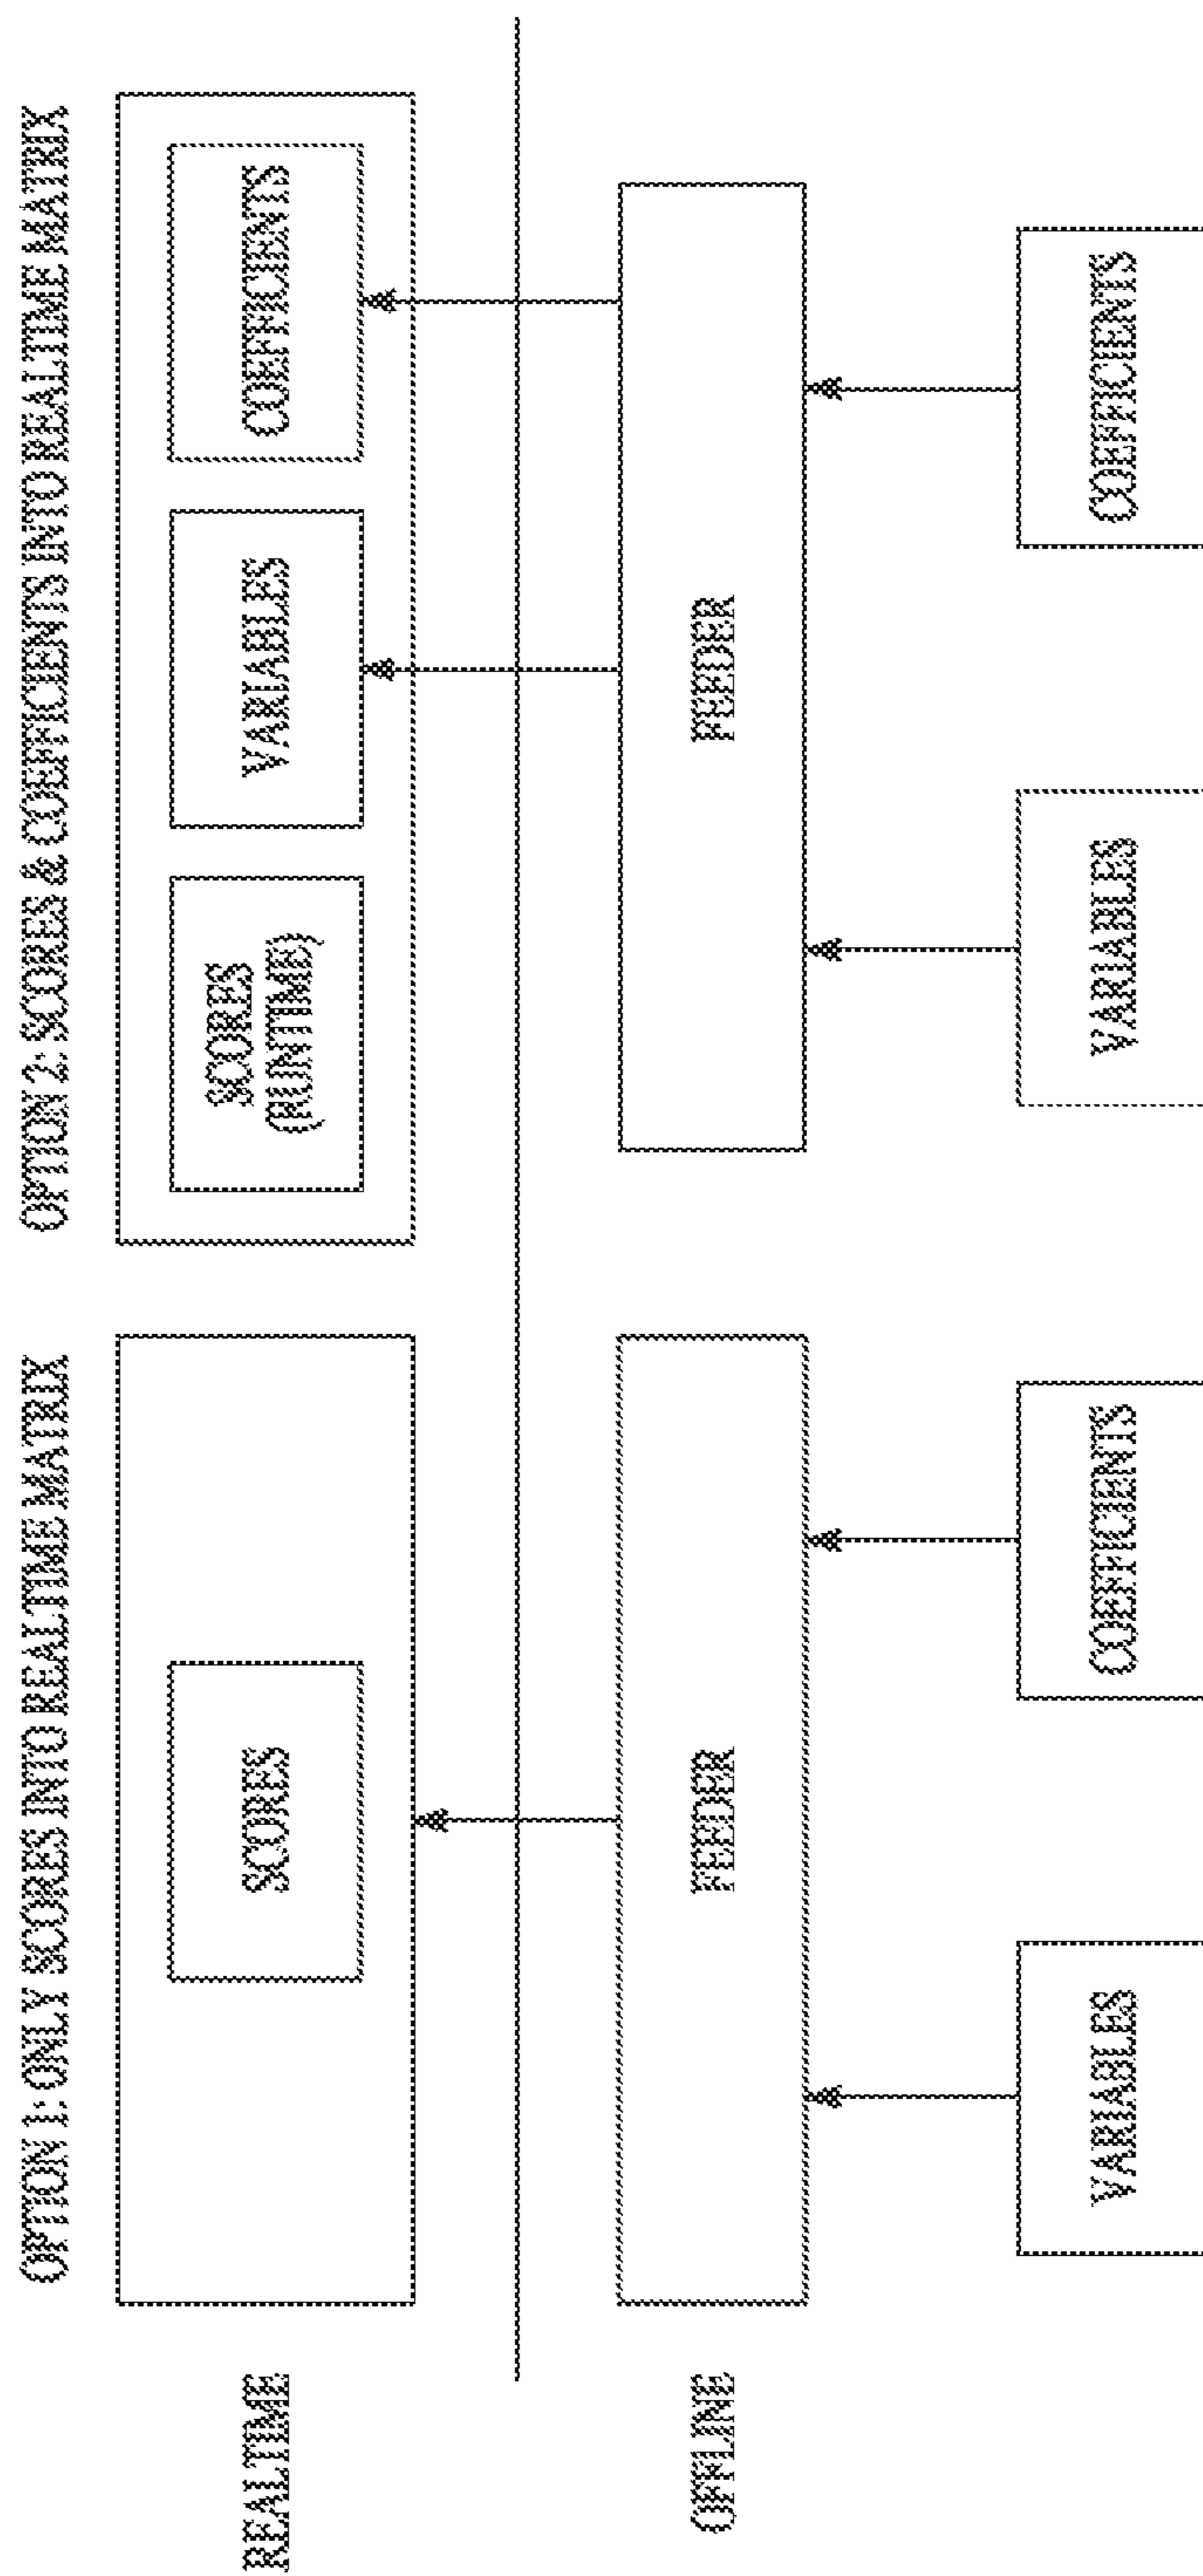 OPTION 1: ONLY SCORES INTO REALTIME MATRIX
OPTION 2: SCORES & COEFFICIENTS INTO REALTIME MATRIX
REALTIME
SCORES
SCORES
(RUNTIME)
VARIABLES
COEFFICIENTS
OFFLINE
FEEDER
FEEDER
VARIABLES
COEFFICIENTS
VARIABLES
COEFFICIENTS